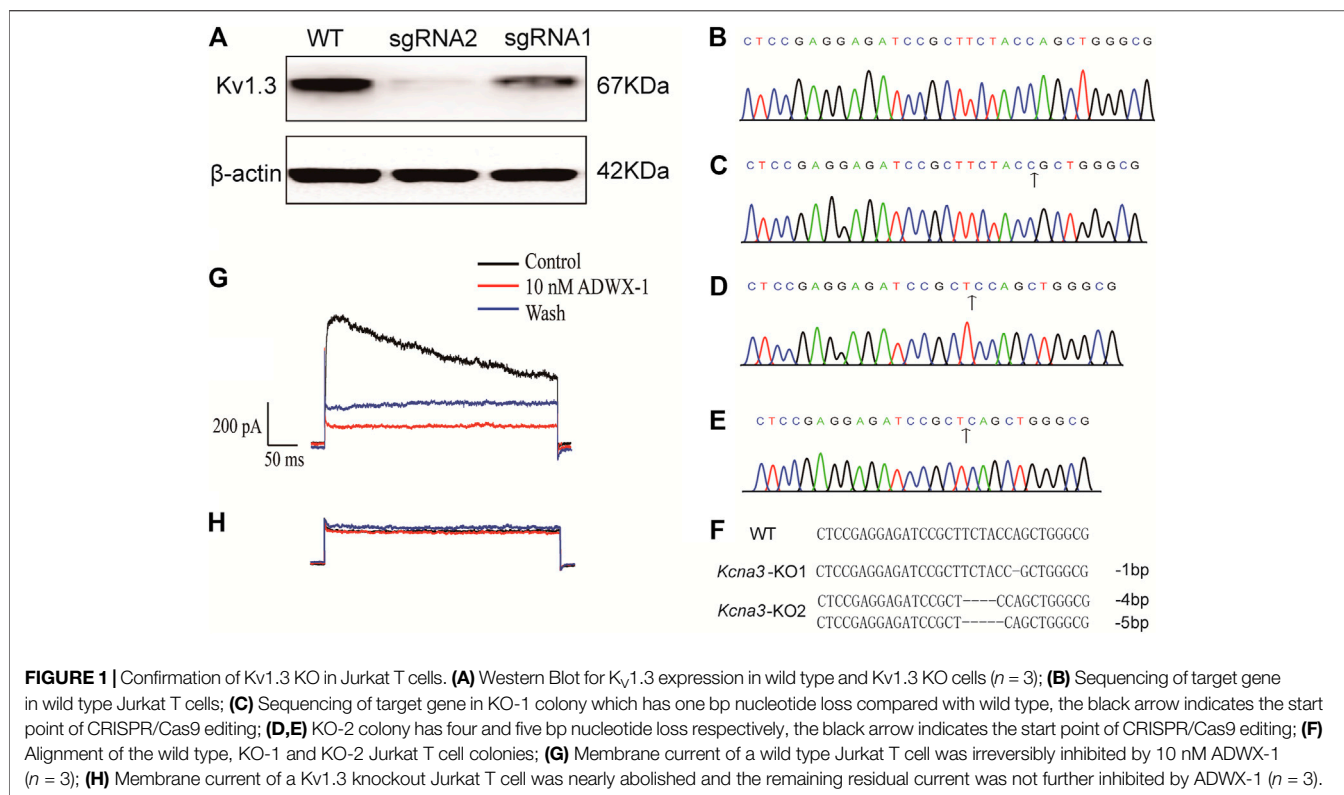 A
WT sgRNA2 sgRNA1
Kv1.3 67KDa
β-actin 42KDa
B
CTCCGAGGAGATCCGCTTCTACCAGCTGGGCG
C
CTCCGAGGAGATCCGCTTCTACCGCTGGGCG
↑
D
CTCCGAGGAGATCCGCTCCAGCTGGGCG
↑
E
CTCCGAGGAGATCCGCTCAGCTGGGCG
↑
F
WT CTCCGAGGAGATCCGCTTCTACCAGCTGGGCG
Kcna3-KO1 CTCCGAGGAGATCCGCTTCTACC-GCTGGGCG -1bp
Kcna3-KO2
CTCCGAGGAGATCCGCT----CCAGCTGGGCG -4bp
CTCCGAGGAGATCCGCT-----CAGCTGGGCG -5bp
G
Control
10 nM ADWX-1
Wash
200 pA
50 ms
H
FIGURE 1 | Confirmation of Kv1.3 KO in Jurkat T cells. (A) Western Blot for KV1.3 expression in wild type and Kv1.3 KO cells (n = 3); (B) Sequencing of target gene
in wild type Jurkat T cells; (C) Sequencing of target gene in KO-1 colony which has one bp nucleotide loss compared with wild type, the black arrow indicates the start
point of CRISPR/Cas9 editing; (D,E) KO-2 colony has four and five bp nucleotide loss respectively, the black arrow indicates the start point of CRISPR/Cas9 editing; (F)
Alignment of the wild type, KO-1 and KO-2 Jurkat T cell colonies; (G) Membrane current of a wild type Jurkat T cell was irreversibly inhibited by 10 nM ADWX-1
(n = 3); (H) Membrane current of a Kv1.3 knockout Jurkat T cell was nearly abolished and the remaining residual current was not further inhibited by ADWX-1 (n = 3).